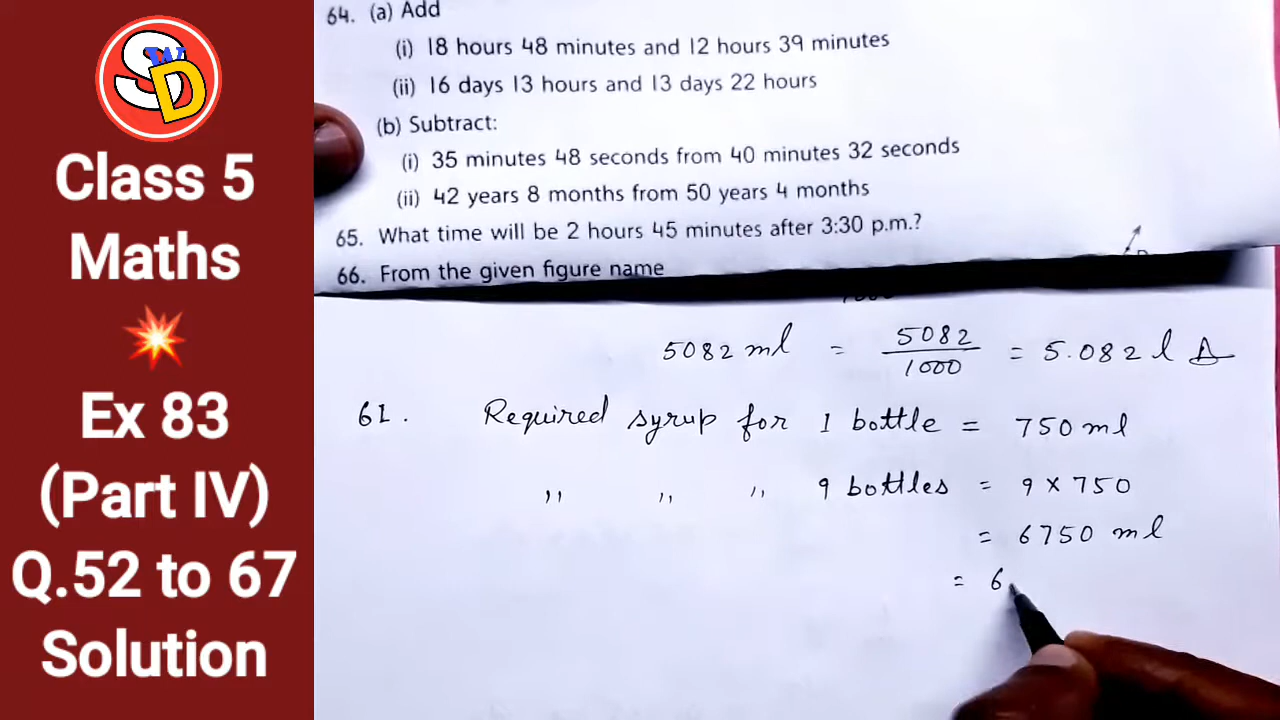 SWD
Class 5
Maths
Ex 83
(Part IV)
Q.52 to 67
Solution
64. (a) Add
(i) 18 hours 48 minutes and 12 hours 39 minutes
(ii) 16 days 13 hours and 13 days 22 hours
(b) Subtract:
(i) 35 minutes 48 seconds from 40 minutes 32 seconds
(ii) 42 years 8 months from 50 years 4 months
65. What time will be 2 hours 45 minutes after 3:30 p.m.?
66. From the given figure name
5082 ml = 5082/1000 = 5.082 l
61. Required syrup for 1 bottle = 750 ml
,, ,, ,, 9 bottles = 9 × 750
= 6750 ml
= 6.